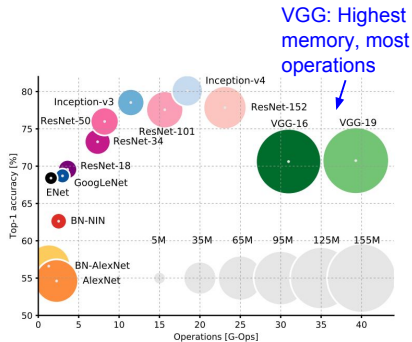 VGG: Highest
memory, most
operations
80
75
70
65
60
55
50
Top-1 accuracy [%]
Inception-v4
Inception-v3
ResNet-152
ResNet-50
VGG-16 VGG-19
ResNet-101
ResNet-34
ResNet-18
GoogLeNet
ENet
BN-NIN
5M 35M 65M 95M 125M 155M
BN-AlexNet
AlexNet
0 5 10 15 20 25 30 35 40
Operations [G-Ops]